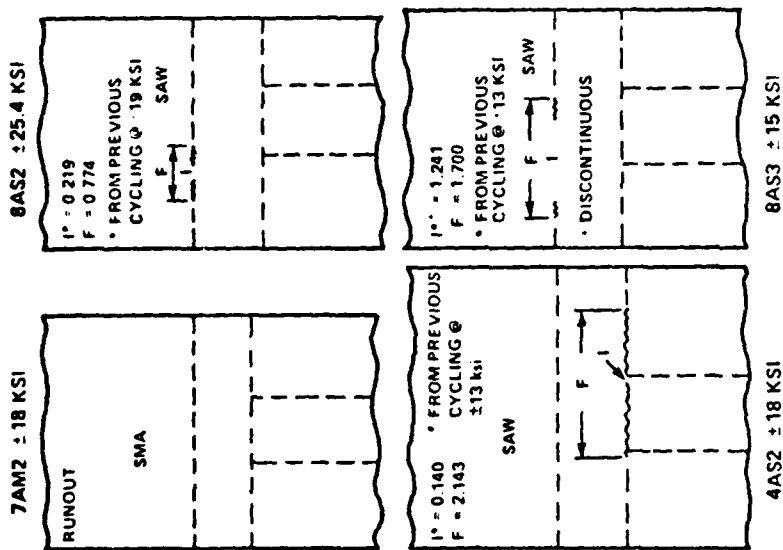 7AM2 ±18 KSI
RUNOUT
SMA
8AS2 ±25.4 KSI
I* = 0.219
F = 0.774
* FROM PREVIOUS
CYCLING @ ·19 KSI
F
SAW
I
I° = 0.140
F = 2.143
* FROM PREVIOUS
CYCLING @
±13 ksi
SAW
F
I
4AS2 ±18 KSI
I*' = 1.241
F = 1.700
* FROM PREVIOUS
CYCLING @ ·13 KSI
F
SAW
I
' DISCONTINUOUS
8AS3 ±15 KSI